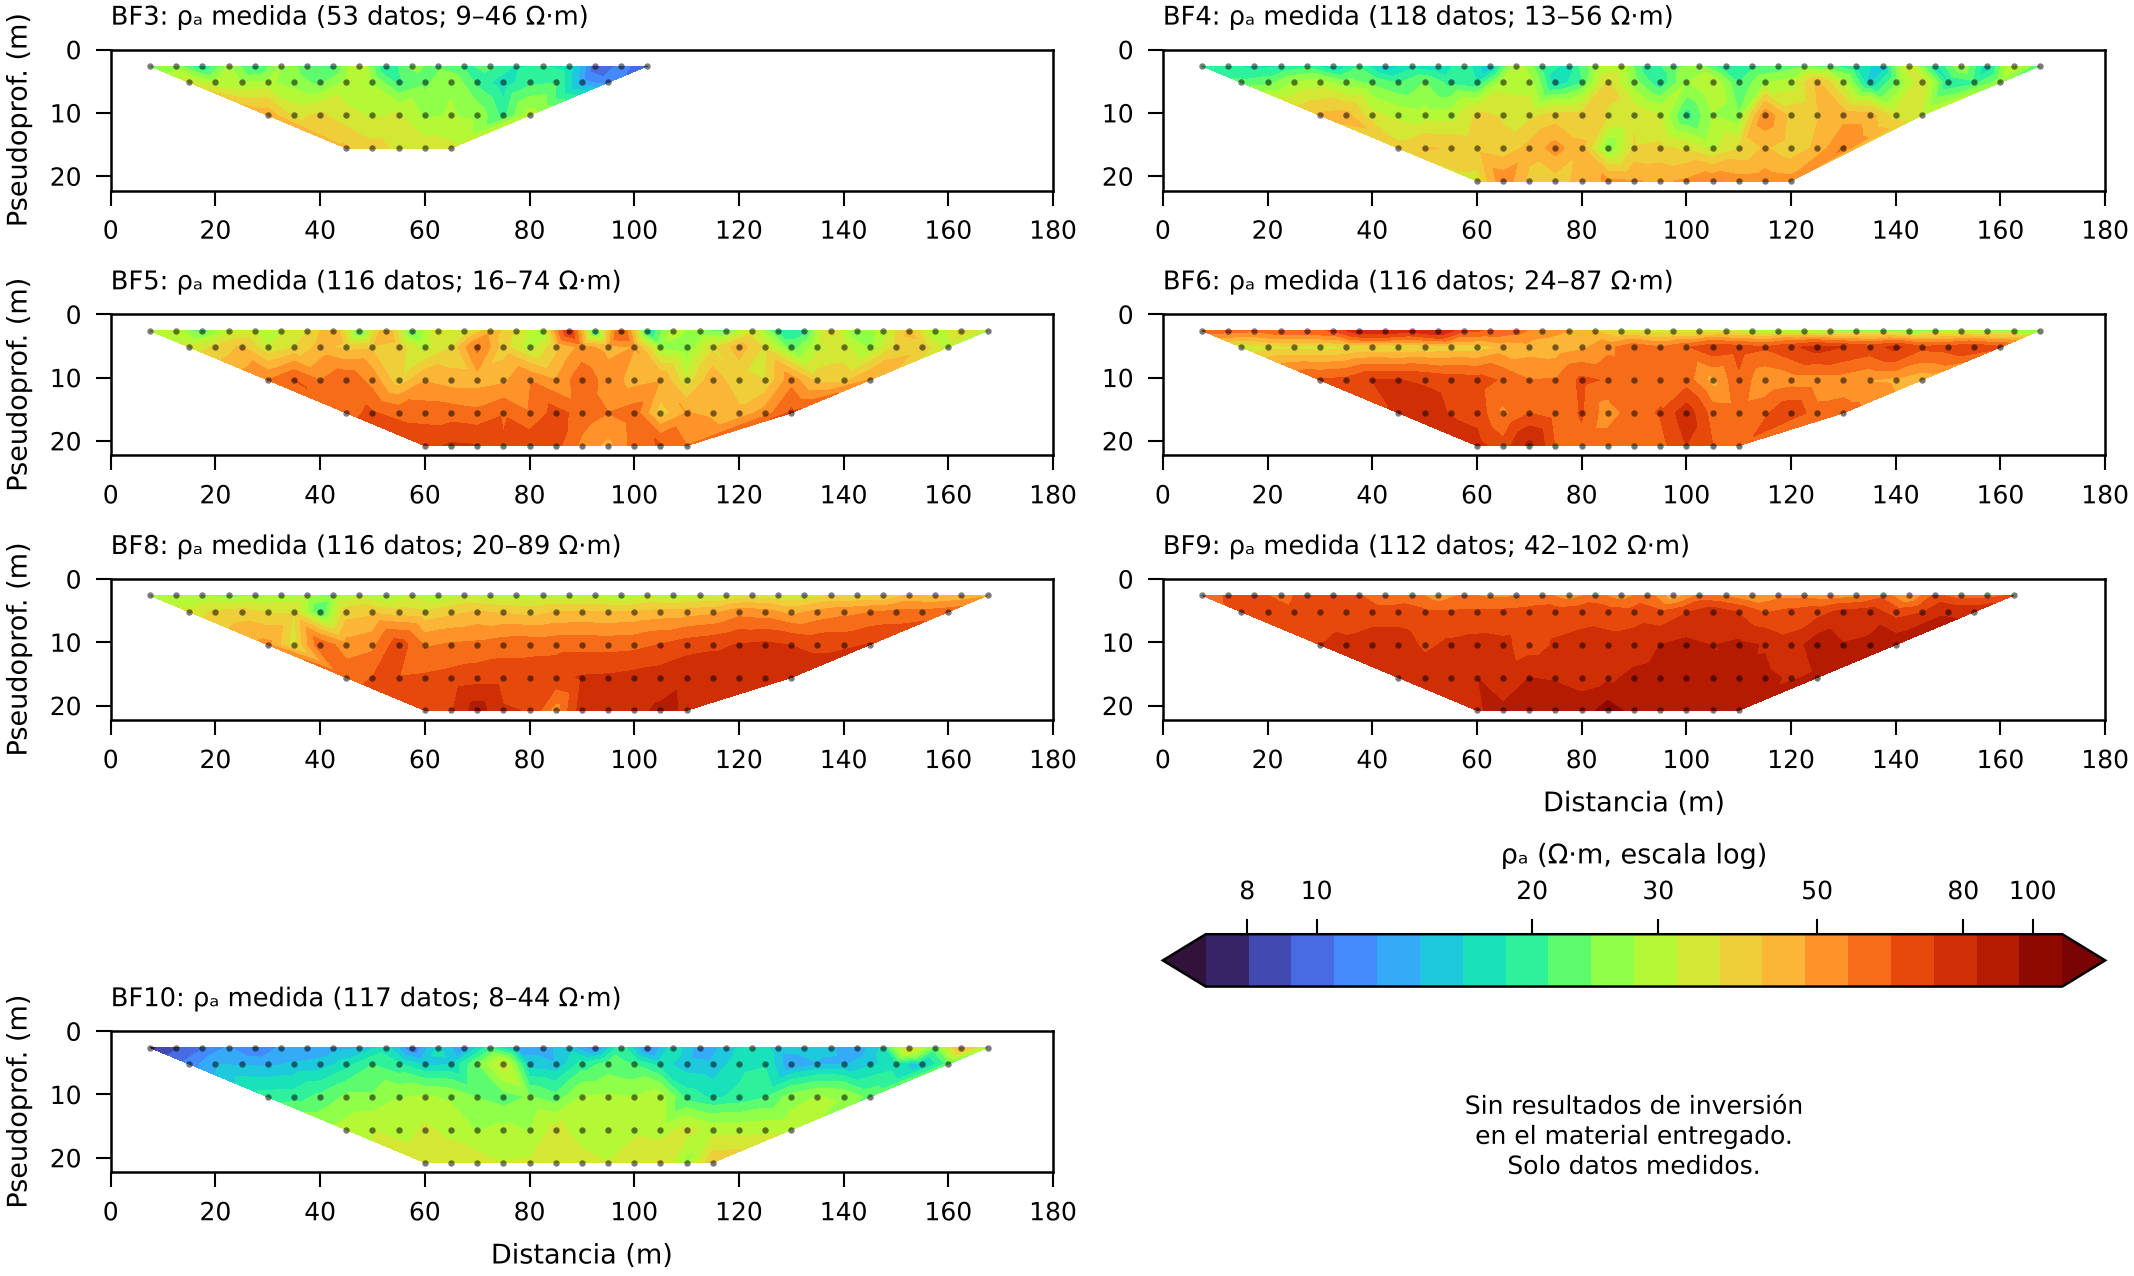 BF3: ρₐ medida (53 datos; 9–46 Ω·m)
Pseudoprof. (m)
0
10
20
0 20 40 60 80 100 120 140 160 180
BF4: ρₐ medida (118 datos; 13–56 Ω·m)
0
10
20
0 20 40 60 80 100 120 140 160 180
BF5: ρₐ medida (116 datos; 16–74 Ω·m)
Pseudoprof. (m)
0
10
20
0 20 40 60 80 100 120 140 160 180
BF6: ρₐ medida (116 datos; 24–87 Ω·m)
0
10
20
0 20 40 60 80 100 120 140 160 180
BF8: ρₐ medida (116 datos; 20–89 Ω·m)
Pseudoprof. (m)
0
10
20
0 20 40 60 80 100 120 140 160 180
BF9: ρₐ medida (112 datos; 42–102 Ω·m)
0
10
20
0 20 40 60 80 100 120 140 160 180
Distancia (m)
ρₐ (Ω·m, escala log)
8 10 20 30 50 80 100
BF10: ρₐ medida (117 datos; 8–44 Ω·m)
Pseudoprof. (m)
0
10
20
0 20 40 60 80 100 120 140 160 180
Distancia (m)
Sin resultados de inversión
en el material entregado.
Solo datos medidos.